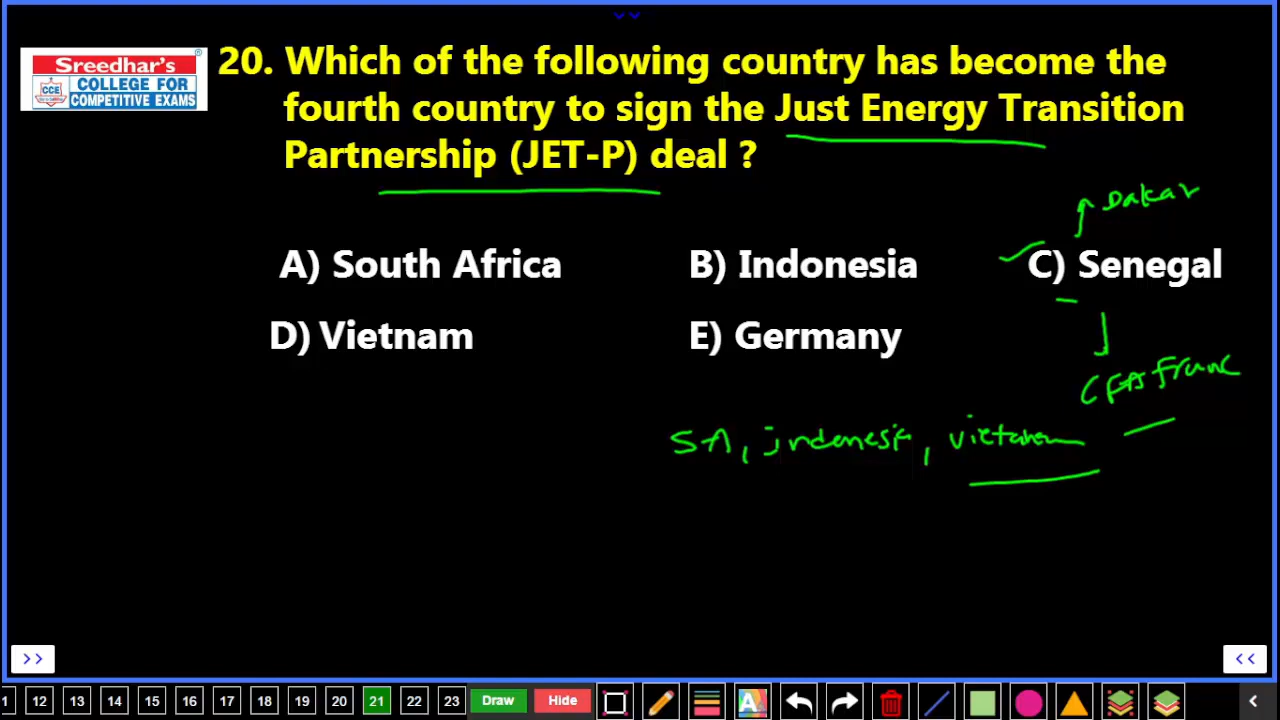 Sreedhar's
CCE
COLLEGE FOR
COMPETITIVE EXAMS
®
20. Which of the following country has become the
fourth country to sign the Just Energy Transition
Partnership (JET-P) deal ?
Dakar
A) South Africa
B) Indonesia
C) Senegal
D) Vietnam
E) Germany
CFA Franc
SA, indonesia, vietnam
>>
<<
1 12 13 14 15 16 17 18 19 20 21 22 23 Draw Hide A